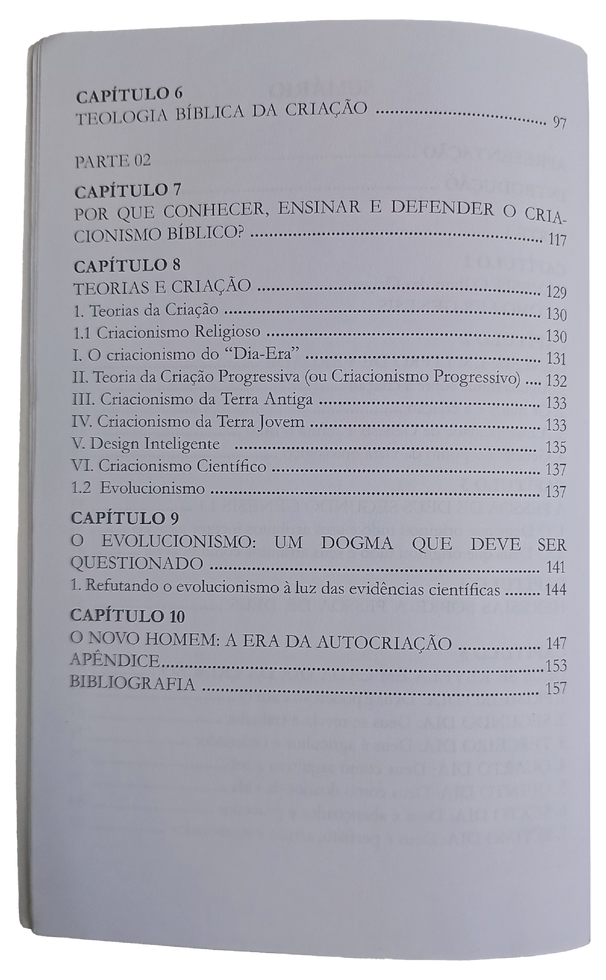 CAPÍTULO 6
TEOLOGIA BÍBLICA DA CRIAÇÃO .................................... 97
PARTE 02
CAPÍTULO 7
POR QUE CONHECER, ENSINAR E DEFENDER O CRIA-
CIONISMO BÍBLICO? .................................................... 117
CAPÍTULO 8
TEORIAS E CRIAÇÃO .................................................... 129
1. Teorias da Criação .................................................... 130
1.1 Criacionismo Religioso .............................................. 130
I. O criacionismo do “Dia-Era” ......................................... 131
II. Teoria da Criação Progressiva (ou Criacionismo Progressivo) .... 132
III. Criacionismo da Terra Antiga ...................................... 133
IV. Criacionismo da Terra Jovem ....................................... 133
V. Design Inteligente .................................................... 135
VI. Criacionismo Científico .............................................. 137
1.2 Evolucionismo ......................................................... 137
CAPÍTULO 9
O EVOLUCIONISMO: UM DOGMA QUE DEVE SER
QUESTIONADO ............................................................ 141
1. Refutando o evolucionismo à luz das evidências científicas ........ 144
CAPÍTULO 10
O NOVO HOMEM: A ERA DA AUTOCRIAÇÃO .................... 147
APÊNDICE.................................................................. 153
BIBLIOGRAFIA ............................................................ 157